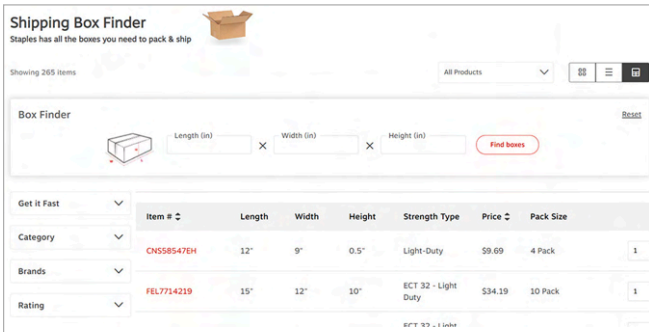 Shipping Box Finder
Staples has all the boxes you need to pack & ship
Showing 265 items
All Products
Box Finder
Reset
Length (in) × Width (in) × Height (in)
Find boxes
Get it Fast
Category
Brands
Rating
Item # Length Width Height Strength Type Price Pack Size
CNS58547EH 12" 9" 0.5" Light-Duty $9.69 4 Pack 1
FEL7714219 15" 12" 10" ECT 32 - Light Duty $34.19 10 Pack 1
ECT 32 - Light